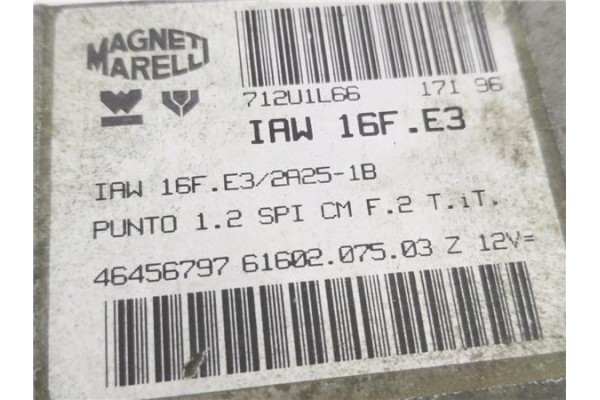 MAGNETI
MARELLI
712U1L66 171 96
IAW 16F.E3
IAW 16F.E3/2A25-1B
PUNTO 1.2 SPI CM F.2 T.iT.
46456797 61602.075.03 Z 12V=